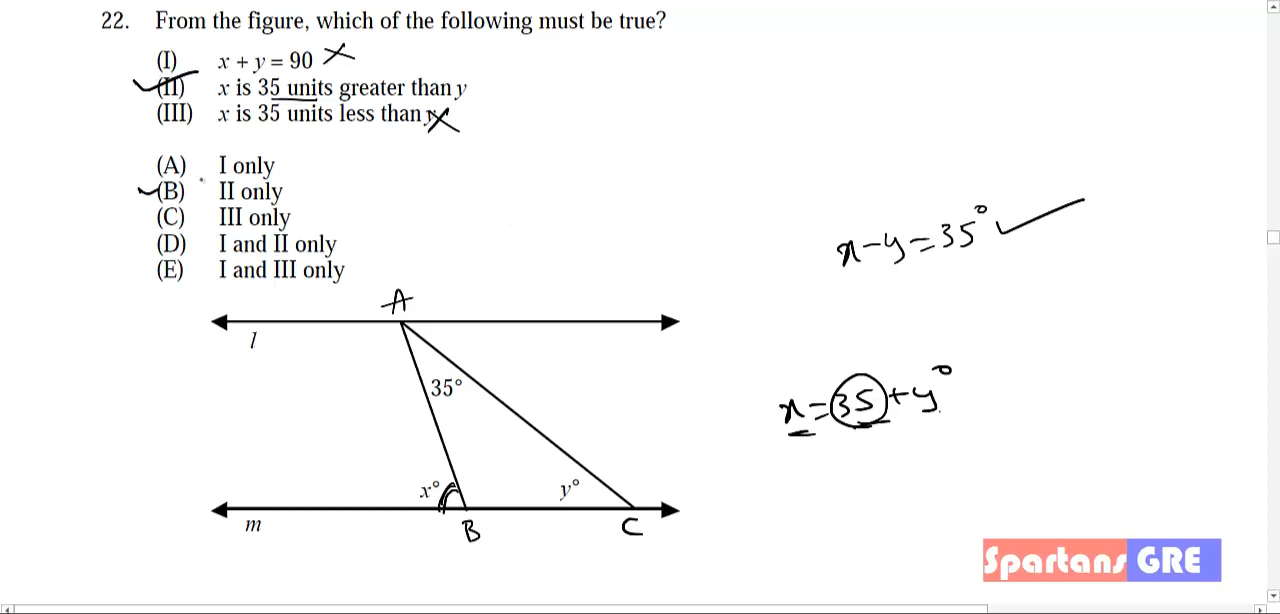 22. From the figure, which of the following must be true?
(I) x + y = 90
(II) x is 35 units greater than y
(III) x is 35 units less than y
(A) I only
(B) II only
(C) III only
(D) I and II only
(E) I and III only
x-y=35°
A
l
35°
x=35+y°
x° y°
m B C
Spartans GRE